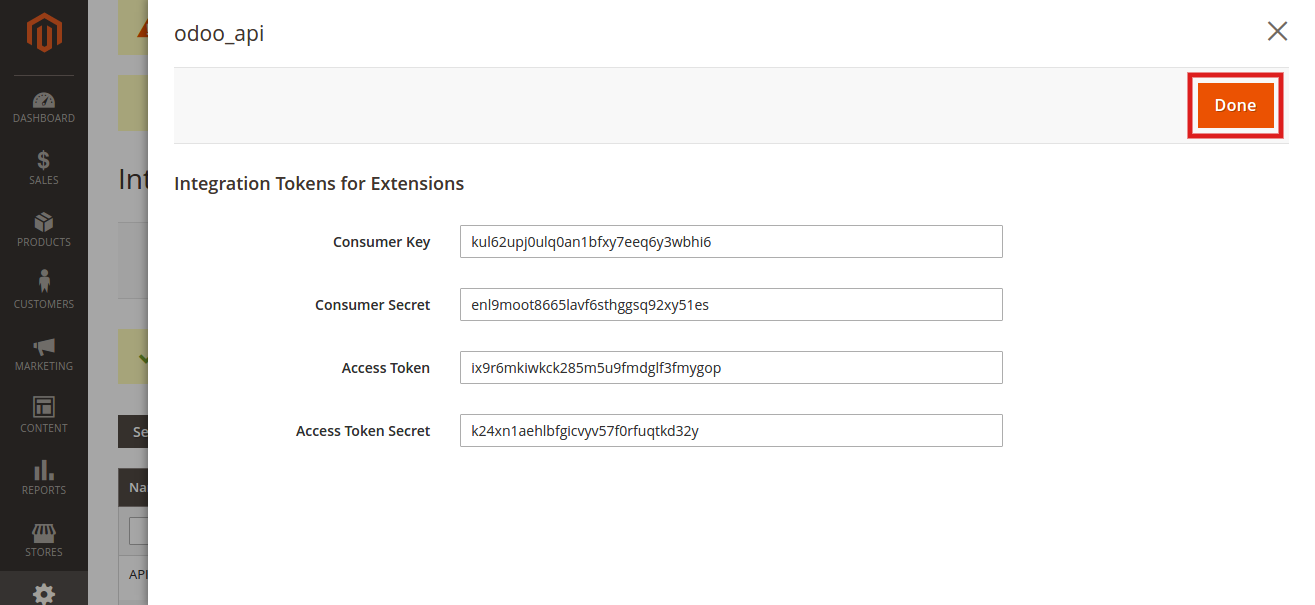 odoo_api
Done
DASHBOARD
SALES
PRODUCTS
CUSTOMERS
MARKETING
CONTENT
REPORTS
STORES
Int
Se
Na
API
Integration Tokens for Extensions
Consumer Key kul62upj0ulq0an1bfxy7eeq6y3wbhi6
Consumer Secret enl9moot8665lavf6sthggsq92xy51es
Access Token ix9r6mkiwkck285m5u9fmdglf3fmygop
Access Token Secret k24xn1aehlbfgicvyv57f0rfuqtkd32y